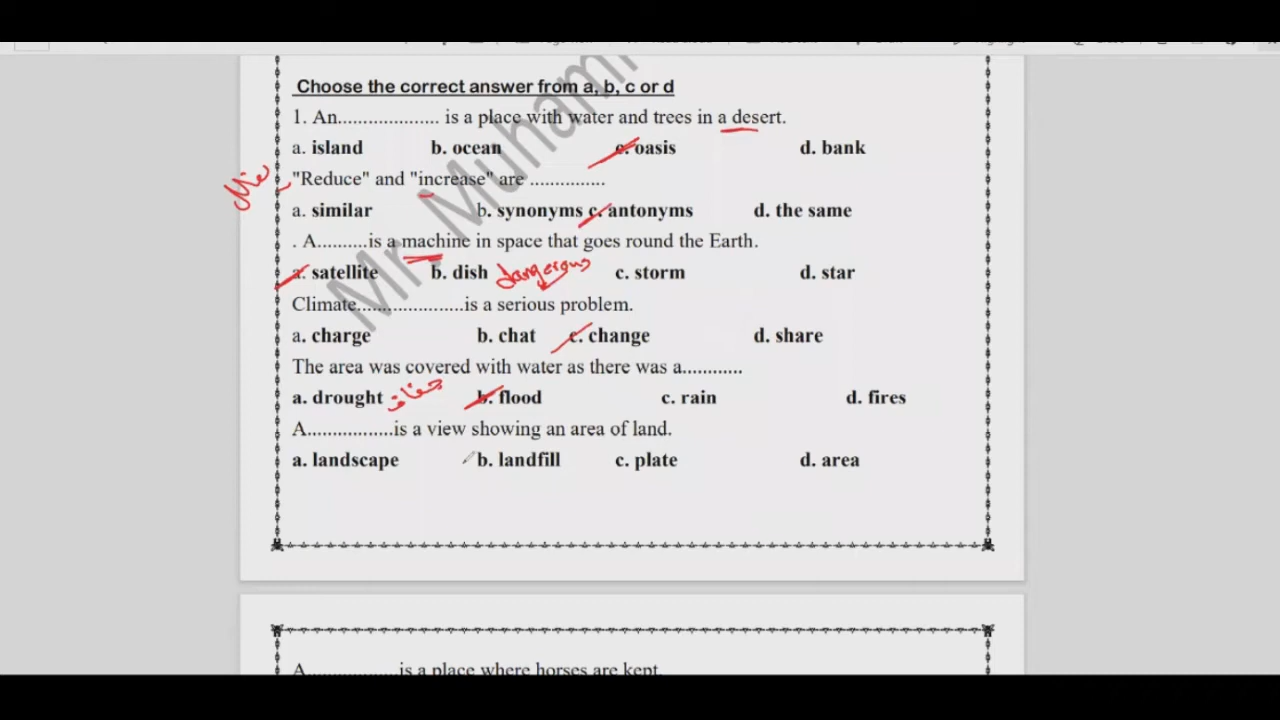 Choose the correct answer from a, b, c or d
1. An................... is a place with water and trees in a desert.
a. island b. ocean c. oasis d. bank
"Reduce" and "increase" are ..............
a. similar b. synonyms c. antonyms d. the same
. A..........is a machine in space that goes round the Earth.
a. satellite b. dish dangerous c. storm d. star
Climate.....................is a serious problem.
a. charge b. chat c. change d. share
The area was covered with water as there was a............
a. drought جفاف b. flood c. rain d. fires
A................is a view showing an area of land.
a. landscape b. landfill c. plate d. area
A..................is a place where horses are kept.
Mr. Muham